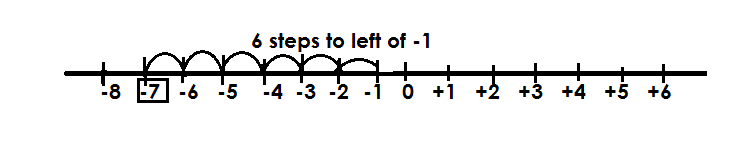 6 steps to left of -1
-8 -7 -6 -5 -4 -3 -2 -1 0 +1 +2 +3 +4 +5 +6